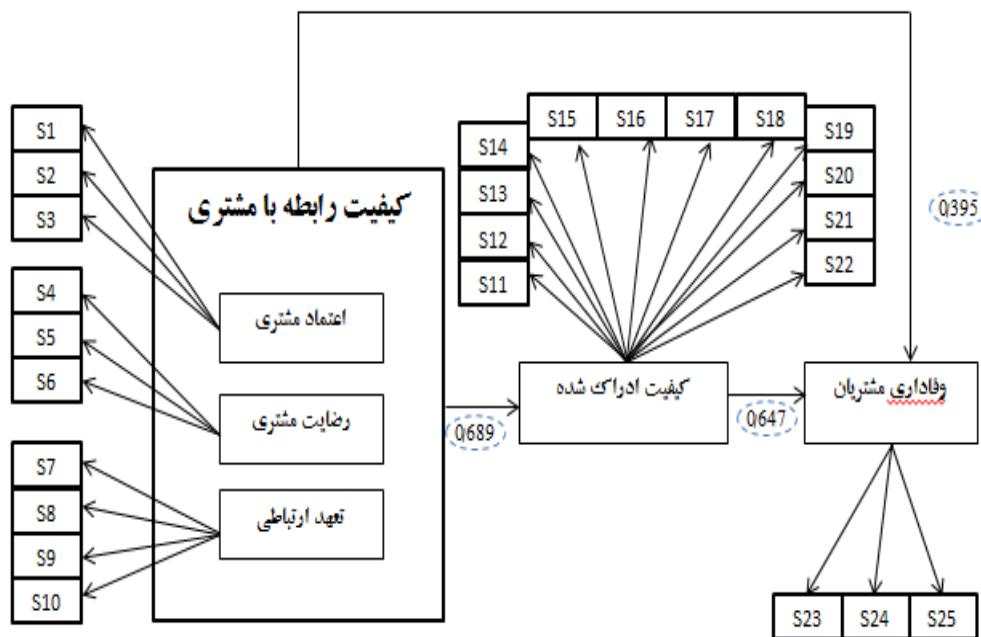 S15 S16 S17 S18
S19
S20
S21
S22
S14
S13
S12
S11
S1
S2
S3
S4
S5
S6
S7
S8
S9
S10
کیفیت رابطه با مشتری
اعتماد مشتری
رضایت مشتری
تعهد ارتباطی
0/689
کیفیت ادراک شده
0/647
وفاداری مشتریان
0/395
S23 S24 S25